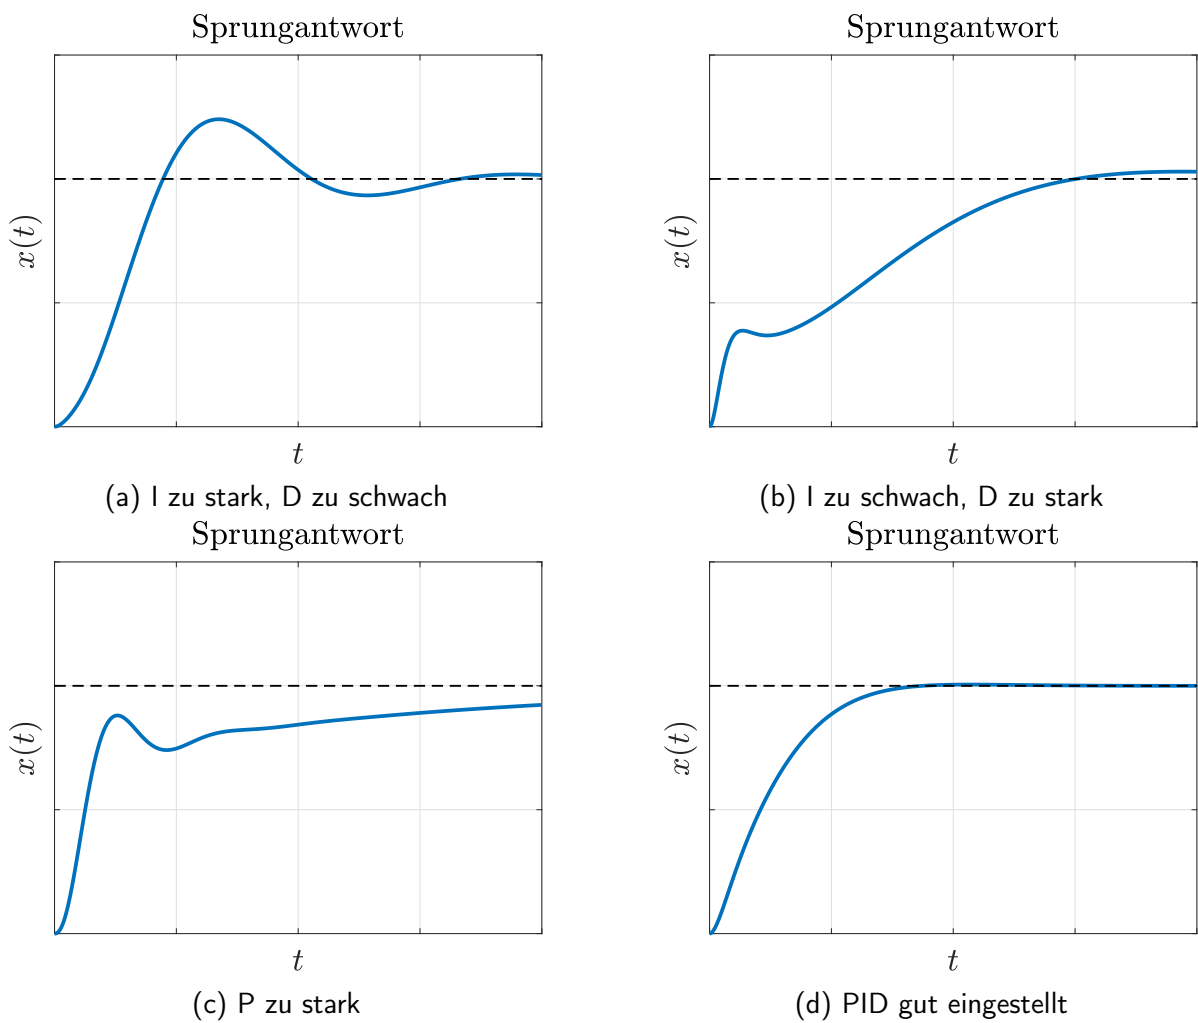 Sprungantwort
x(t)
t
(a) I zu stark, D zu schwach
Sprungantwort
x(t)
t
(b) I zu schwach, D zu stark
Sprungantwort
x(t)
t
(c) P zu stark
Sprungantwort
x(t)
t
(d) PID gut eingestellt